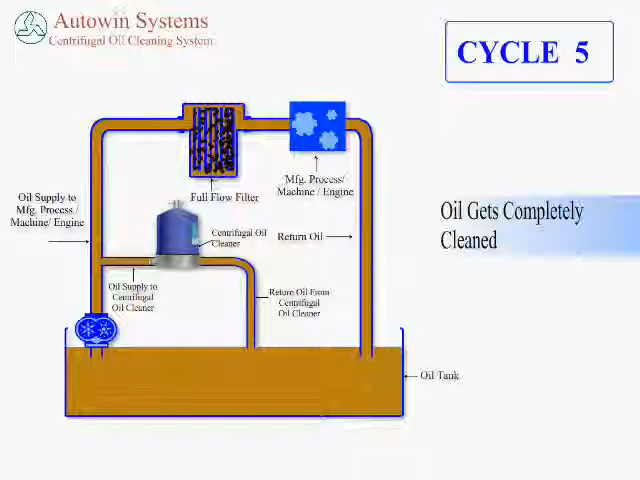 Autowin Systems
Centrifugal Oil Cleaning System
CYCLE 5
Mfg. Process/
Machine / Engine
Full Flow Filter
Oil Supply to
Mfg. Process /
Machine/ Engine
Centrifugal Oil
Cleaner
Return Oil
Oil Gets Completely
Cleaned
Oil Supply to
Centrifugal
Oil Cleaner
Return Oil From
Centrifugal
Oil Cleaner
Oil Tank